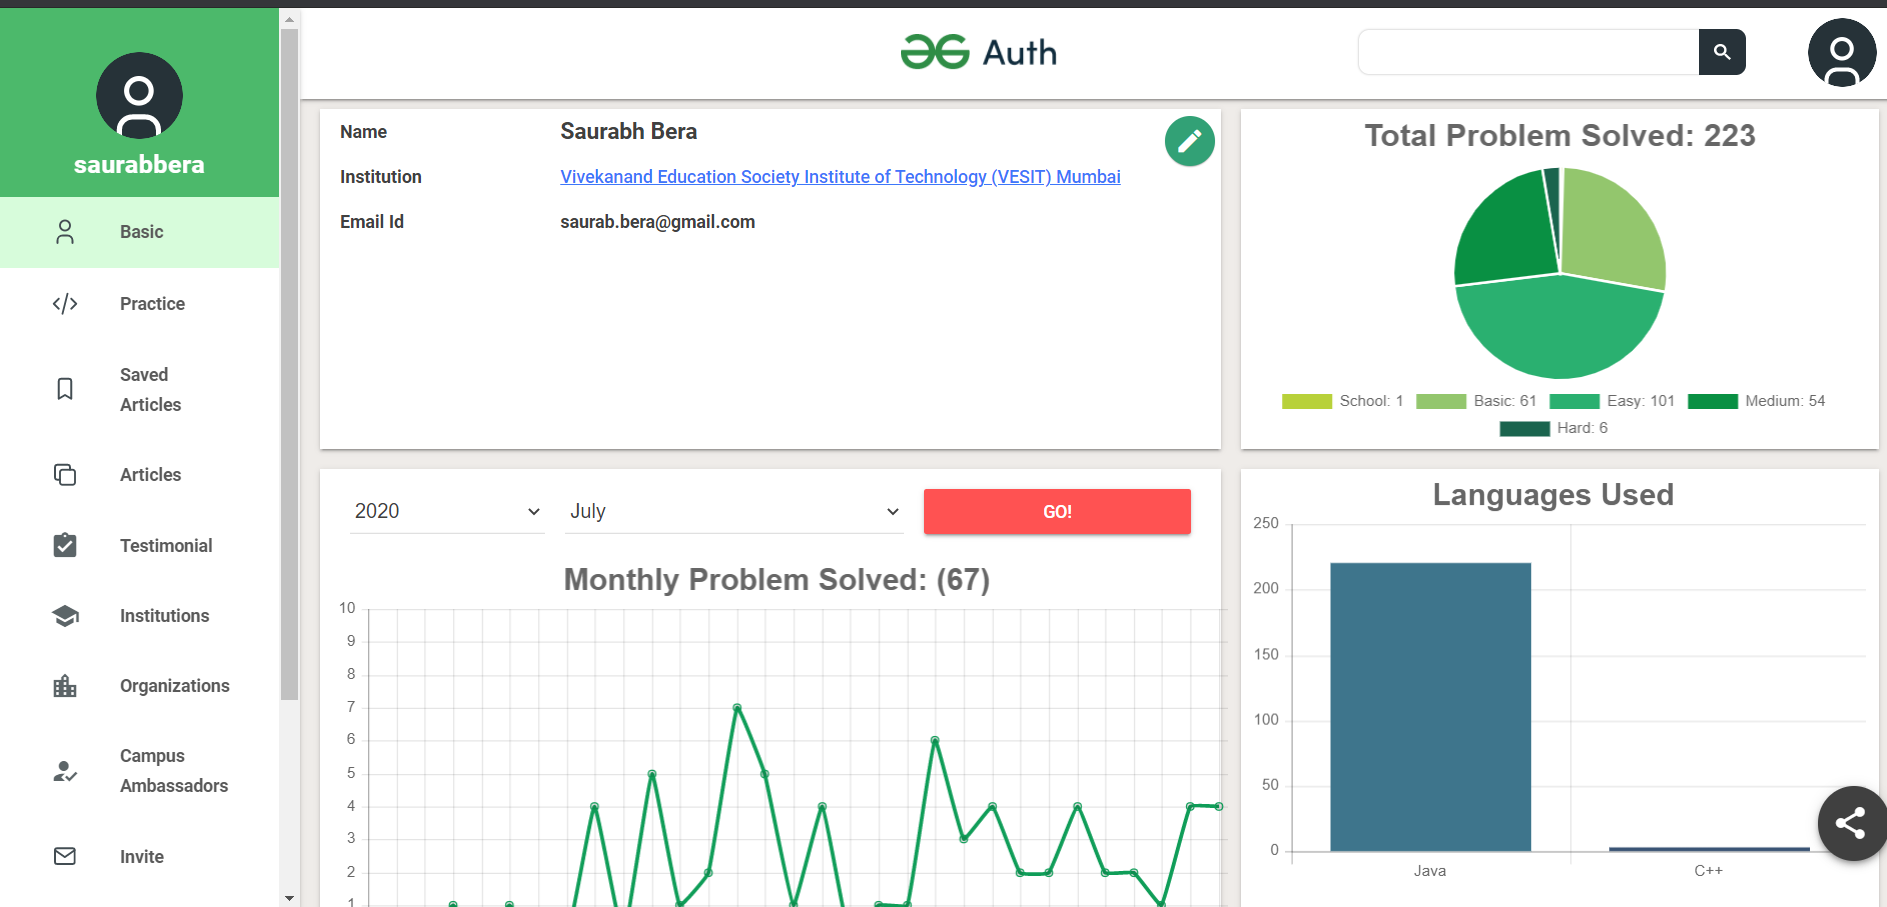 saurabbera
Basic
Practice
Saved
Articles
Articles
Testimonial
Institutions
Organizations
Campus
Ambassadors
Invite
Auth
Name Saurabh Bera
Institution Vivekanand Education Society Institute of Technology (VESIT) Mumbai
Email Id saurab.bera@gmail.com
Total Problem Solved: 223
School: 1 Basic: 61 Easy: 101 Medium: 54
Hard: 6
2020 July GO!
Monthly Problem Solved: (67)
10
9
8
7
6
5
4
3
2
1
Languages Used
250
200
150
100
50
0
Java C++